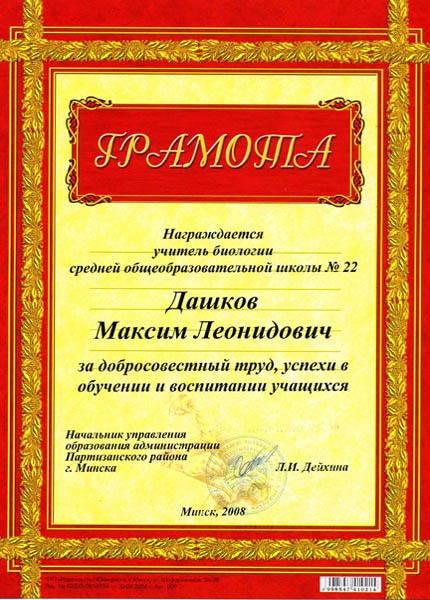 ГРАМОТА
Награждается
учитель биологии
средней общеобразовательной школы № 22
Дашков
Максим Леонидович
за добросовестный труд, успехи в
обучении и воспитании учащихся
Начальник управления
образования администрации
Партизанского района
г. Минска
Л.И. Дейхина
Минск, 2008